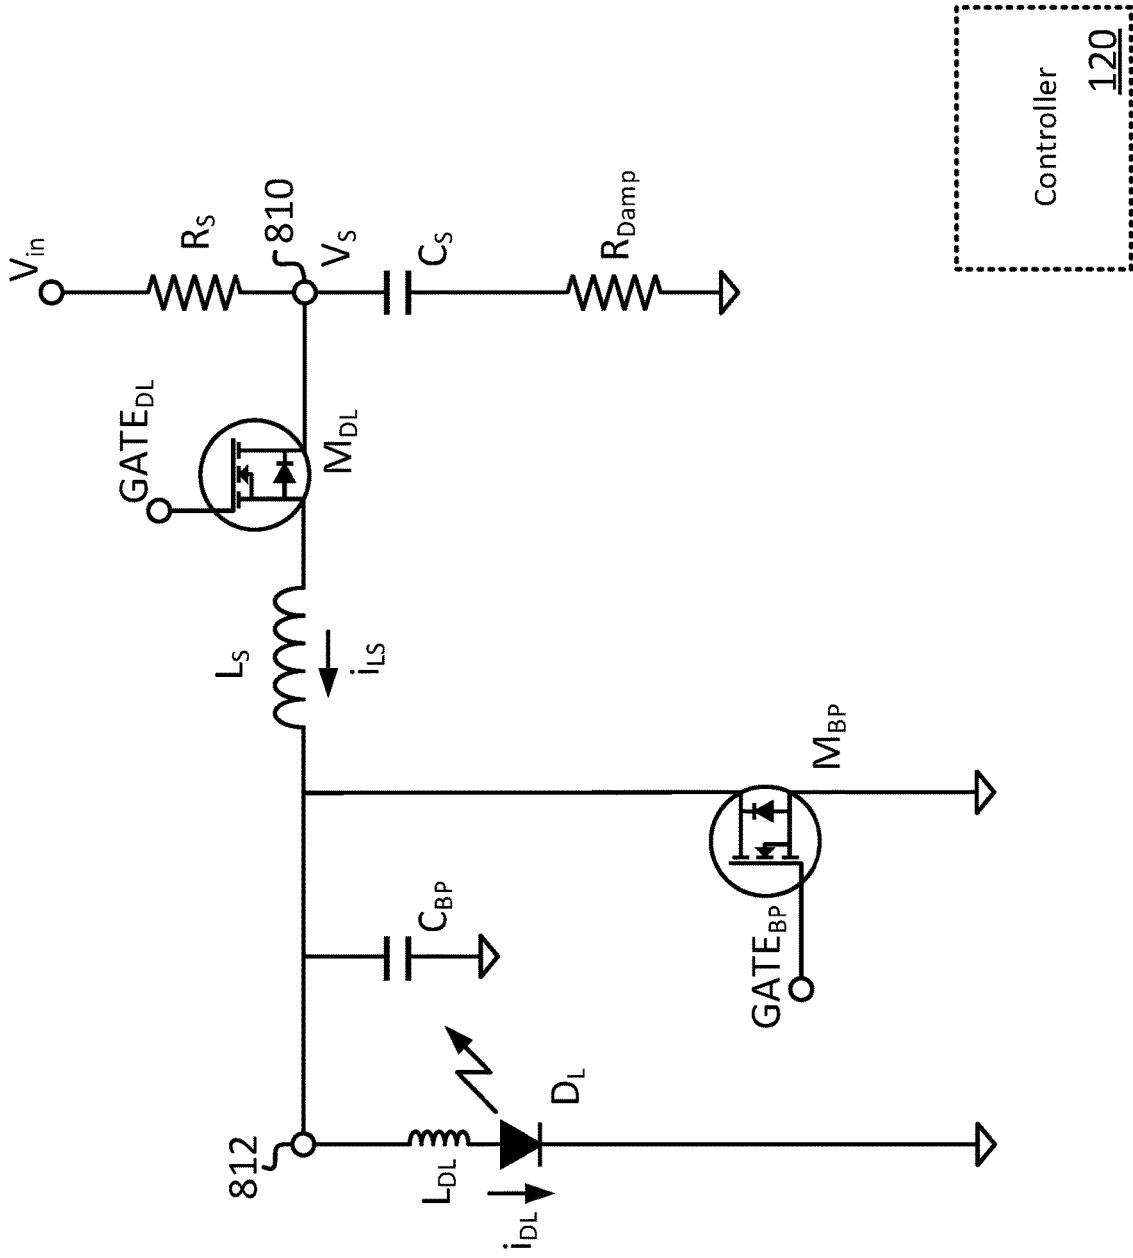 V_in
R_S
810
V_S
C_S
R_Damp
GATE_DL
M_DL
L_S
i_LS
M_BP
GATE_BP
C_BP
812
L_DL
D_L
i_DL
Controller
120